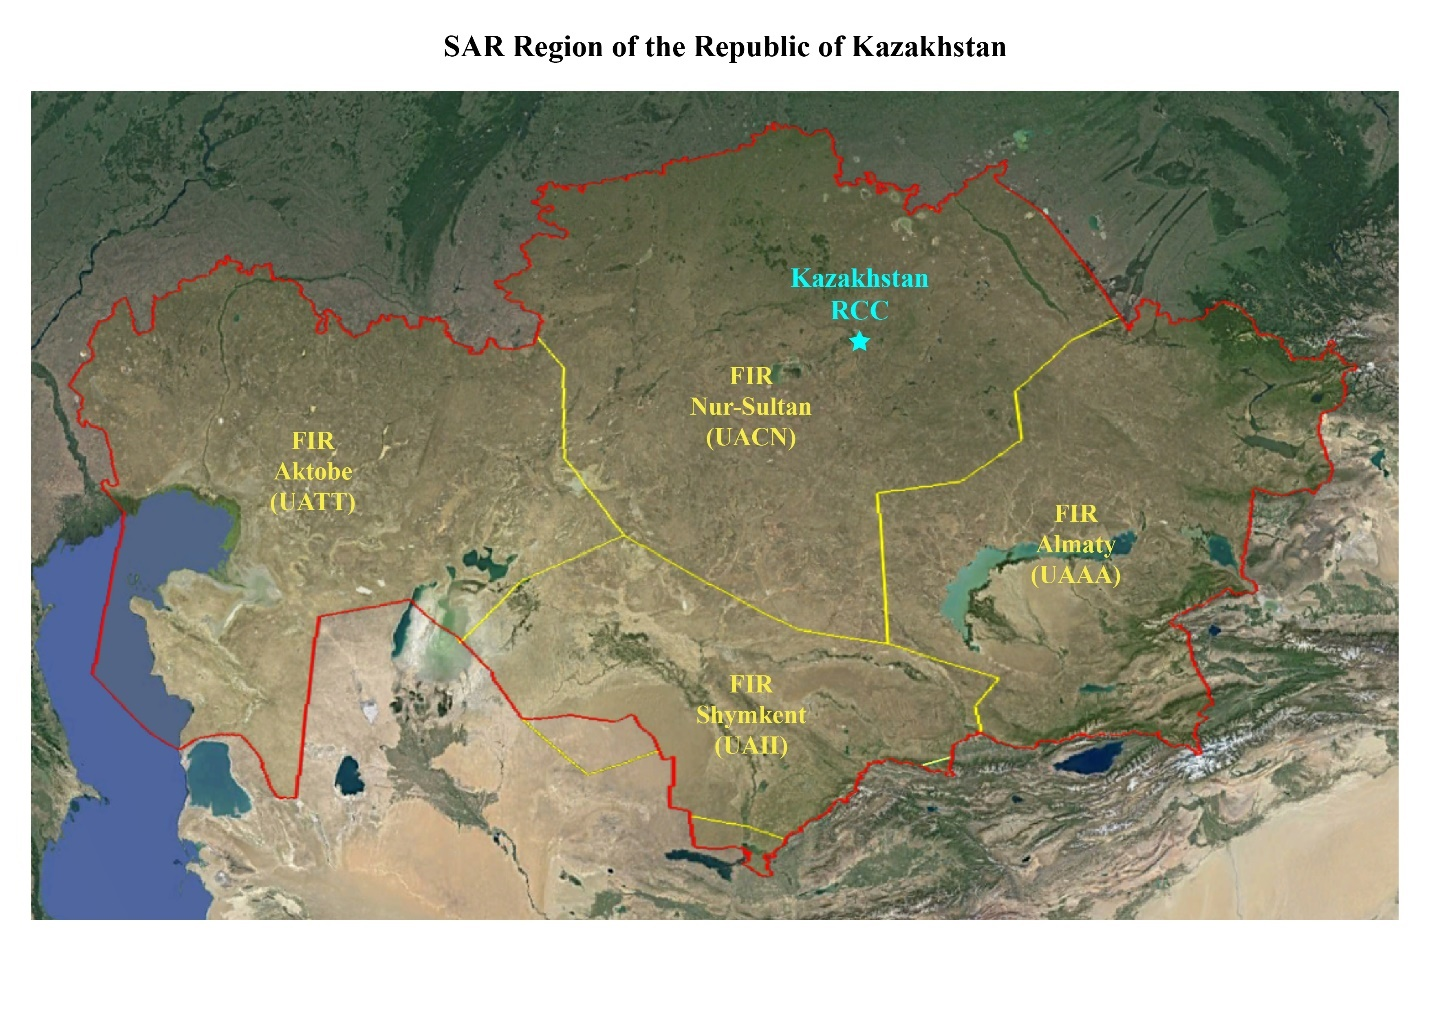 SAR Region of the Republic of Kazakhstan
Kazakhstan
RCC
FIR
Nur-Sultan
(UACN)
FIR
Aktobe
(UATT)
FIR
Almaty
(UAAA)
FIR
Shymkent
(UAII)